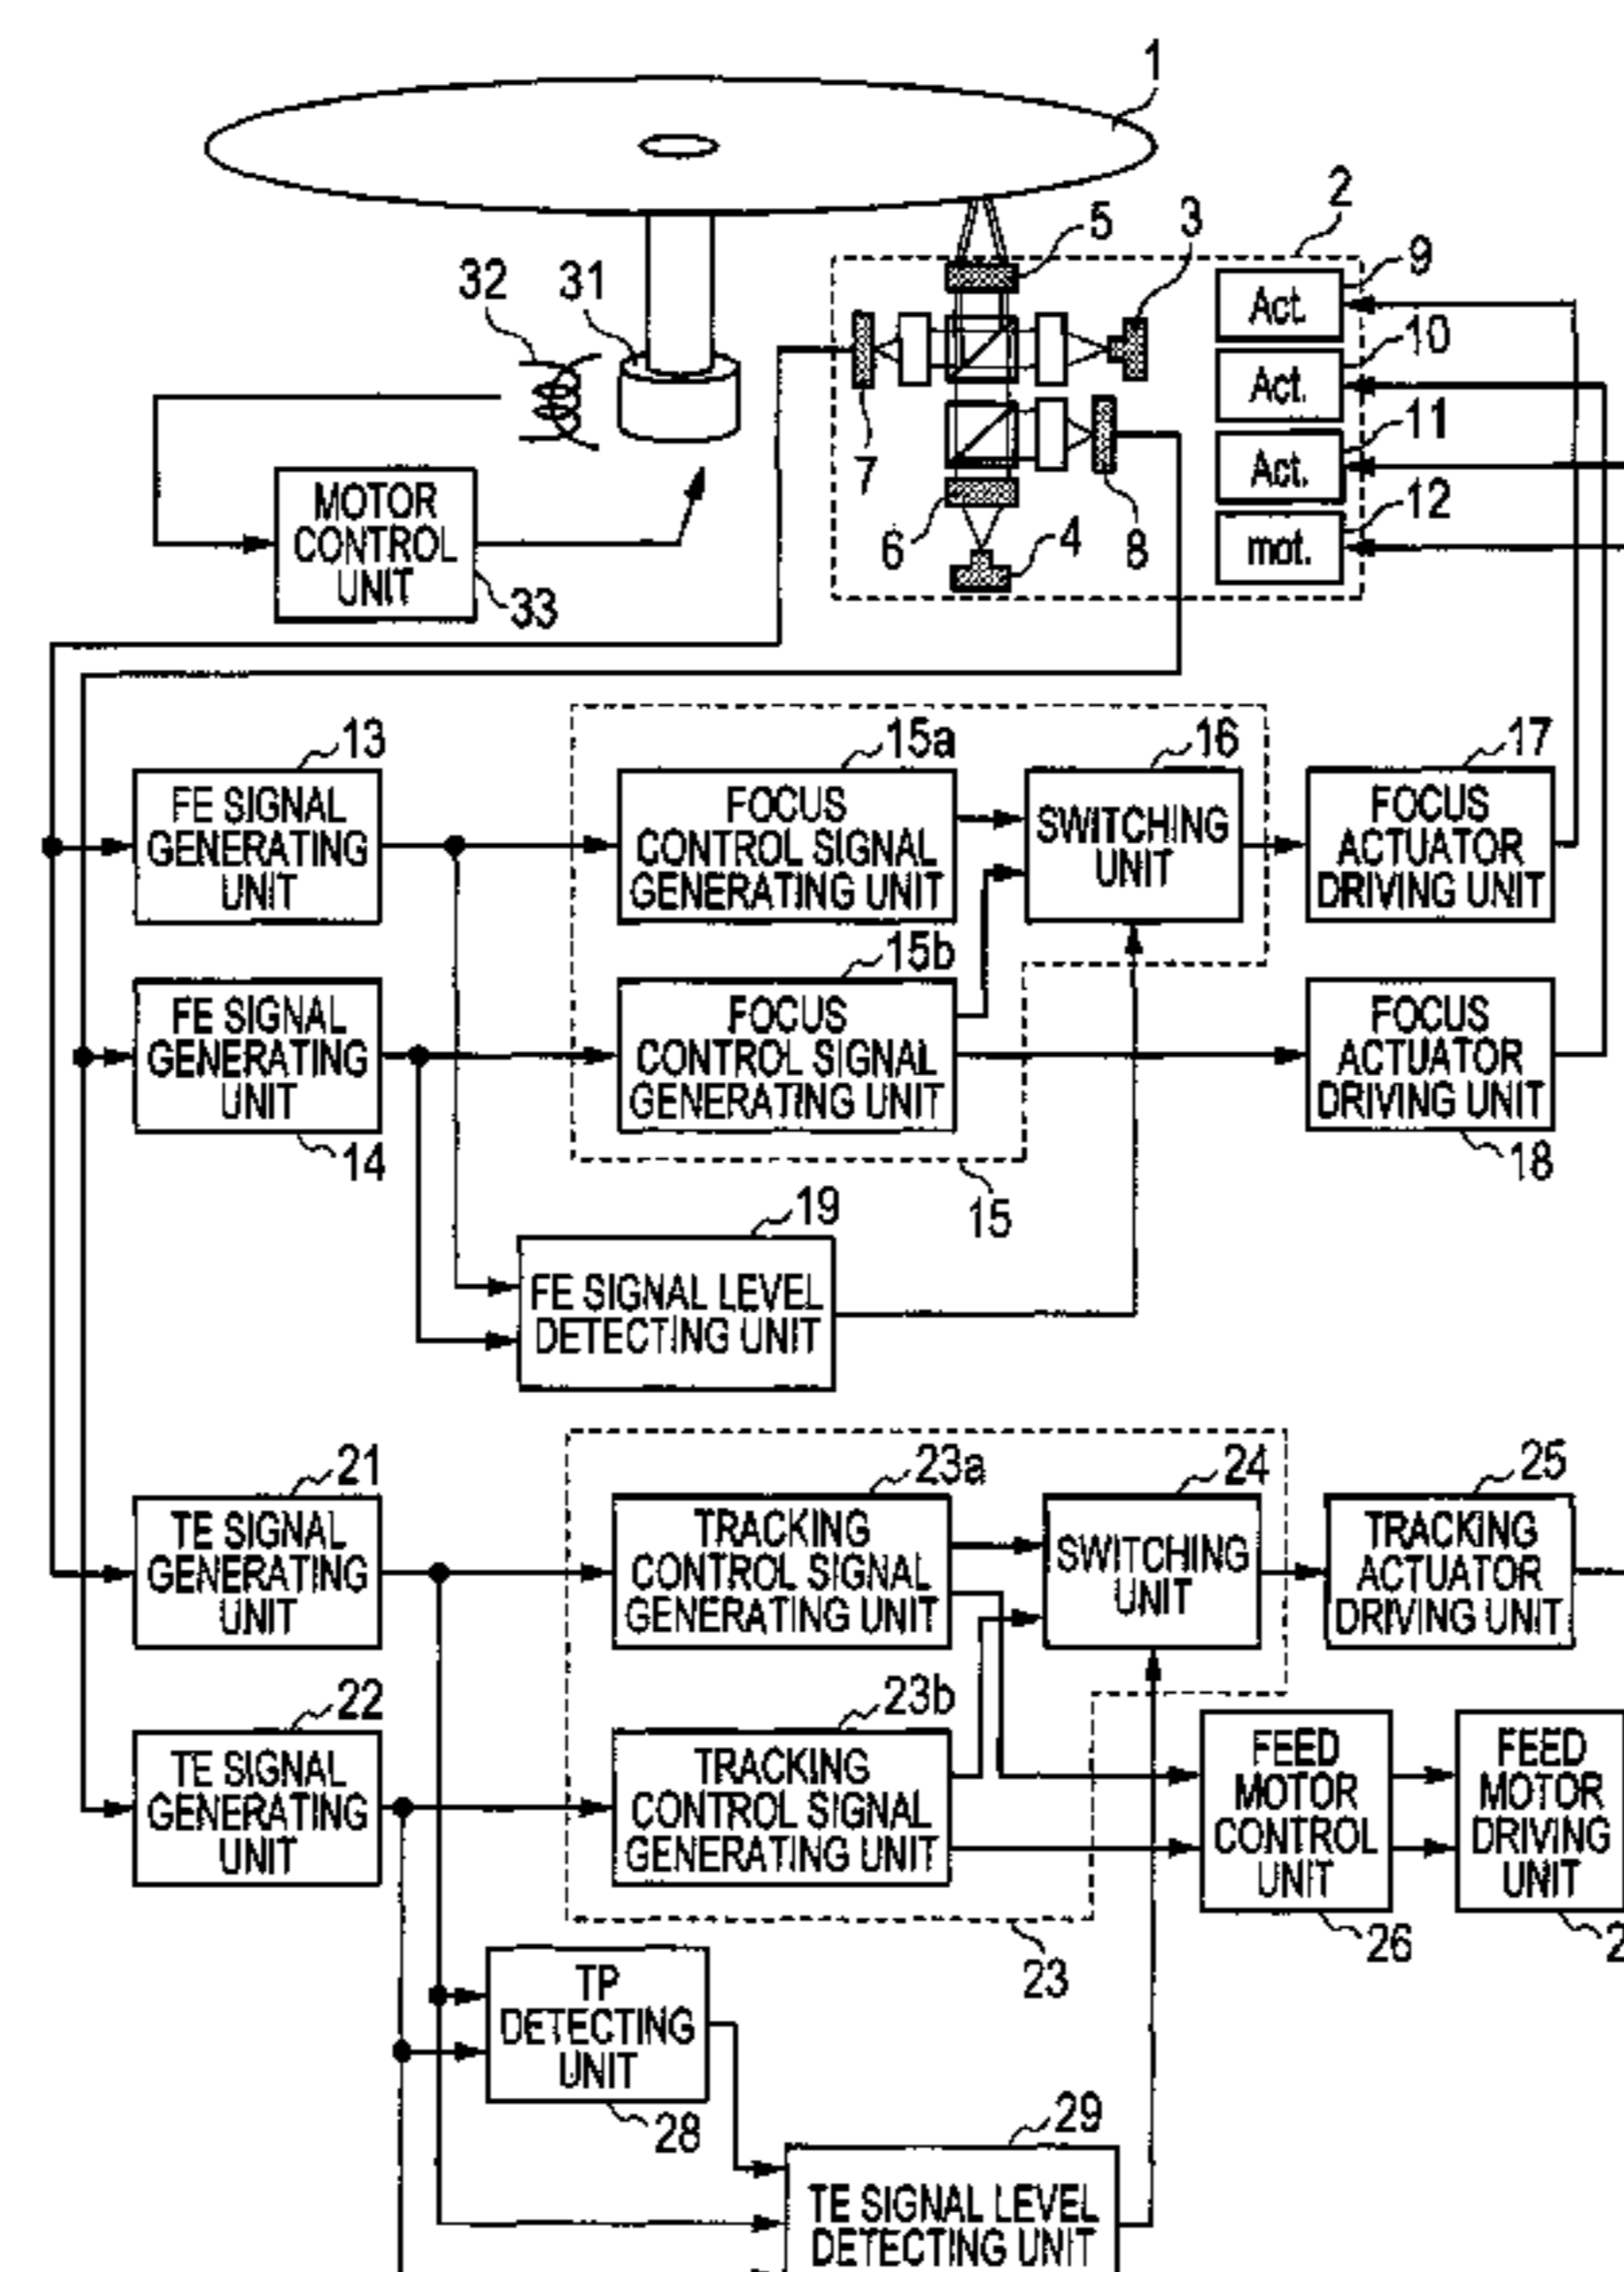 1
2
5
3
9
Act.
32
31
10
Act.
11
Act.
7
12
mot.
6
4
8
MOTOR
CONTROL
UNIT
33
13
15a
16
17
FE SIGNAL
GENERATING
UNIT
FOCUS
CONTROL SIGNAL
GENERATING UNIT
SWITCHING
UNIT
FOCUS
ACTUATOR
DRIVING UNIT
15b
FE SIGNAL
GENERATING
UNIT
FOCUS
CONTROL SIGNAL
GENERATING UNIT
FOCUS
ACTUATOR
DRIVING UNIT
14
18
15
19
FE SIGNAL LEVEL
DETECTING UNIT
21
23a
24
25
TE SIGNAL
GENERATING
UNIT
TRACKING
CONTROL SIGNAL
GENERATING UNIT
SWITCHING
UNIT
TRACKING
ACTUATOR
DRIVING UNIT
22
23b
TE SIGNAL
GENERATING
UNIT
TRACKING
CONTROL SIGNAL
GENERATING UNIT
FEED
MOTOR
CONTROL
UNIT
FEED
MOTOR
DRIVING
UNIT
26
23
TP
DETECTING
UNIT
28
29
TE SIGNAL LEVEL
DETECTING UNIT